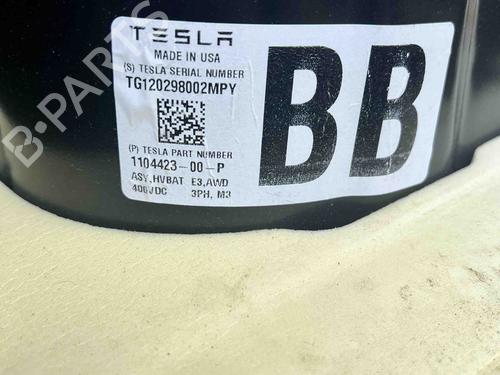 TESLA
MADE IN USA
(S) TESLA SERIAL NUMBER
TG120298002MPY
(P) TESLA PART NUMBER
1104423-00-P
ASY,HVBAT E3,AWD
400VDC 3PH, M3
BB
B-PARTS